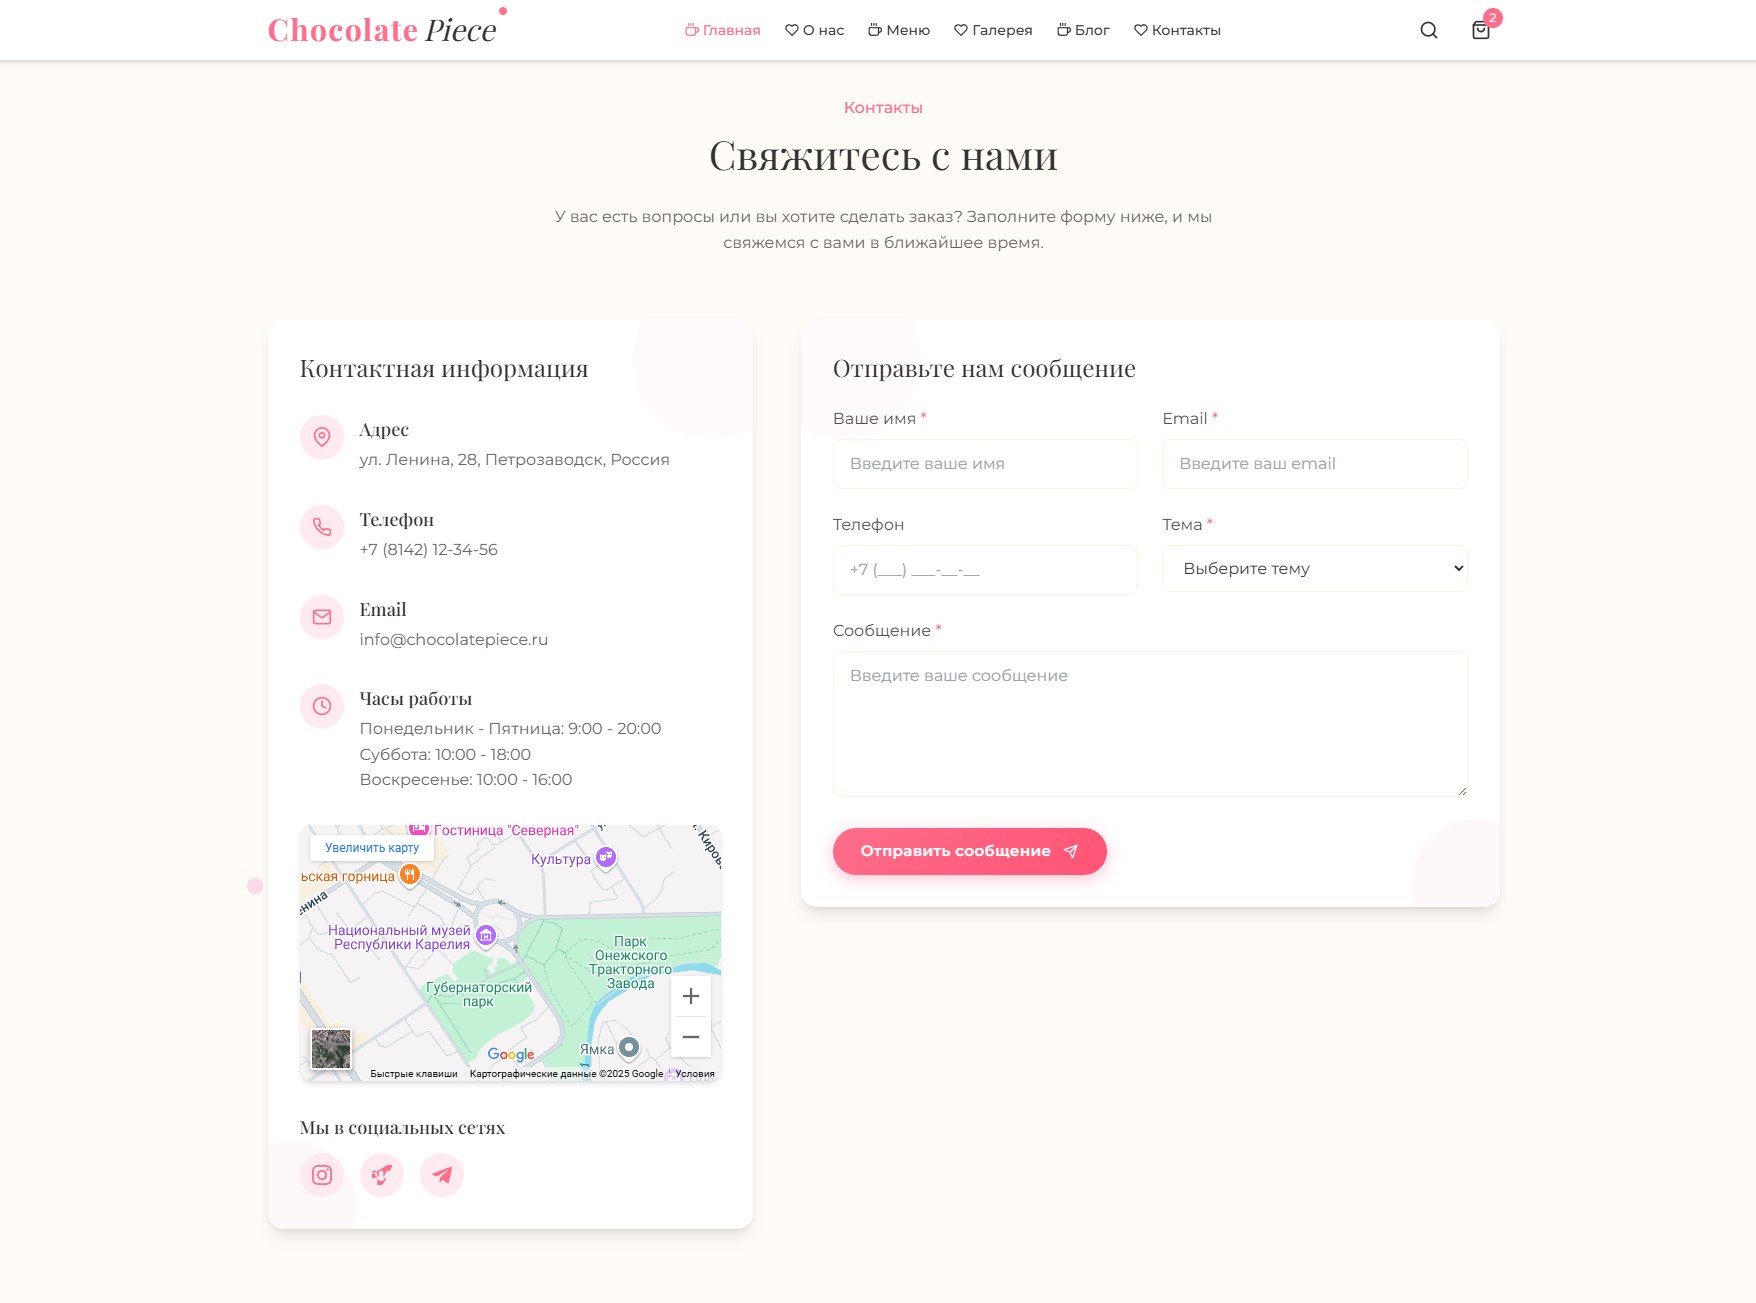 Chocolate Piece
Главная О нас Меню Галерея Блог Контакты
2
Контакты
Свяжитесь с нами
У вас есть вопросы или вы хотите сделать заказ? Заполните форму ниже, и мы
свяжемся с вами в ближайшее время.
Контактная информация
Адрес
ул. Ленина, 28, Петрозаводск, Россия
Телефон
+7 (8142) 12-34-56
Email
info@chocolatepiece.ru
Часы работы
Понедельник - Пятница: 9:00 - 20:00
Суббота: 10:00 - 18:00
Воскресенье: 10:00 - 16:00
Гостиница "Северная"
Увеличить карту
Культура
ьская горница
енина
. Киров
Национальный музей
Республики Карелия
Парк
Онежского
Тракторного
Завода
Губернаторский
парк
Ямка
Google
Быстрые клавиши Картографические данные ©2025 Google Условия
Мы в социальных сетях
Отправьте нам сообщение
Ваше имя *
Введите ваше имя
Email *
Введите ваш email
Телефон
+7 (___) ___-__-__
Тема *
Выберите тему
Сообщение *
Введите ваше сообщение
Отправить сообщение